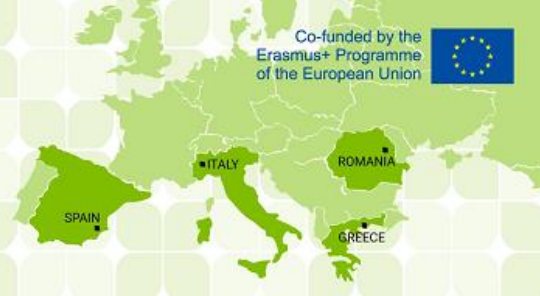 Co-funded by the
Erasmus+ Programme
of the European Union
ITALY
ROMANIA
SPAIN
GREECE